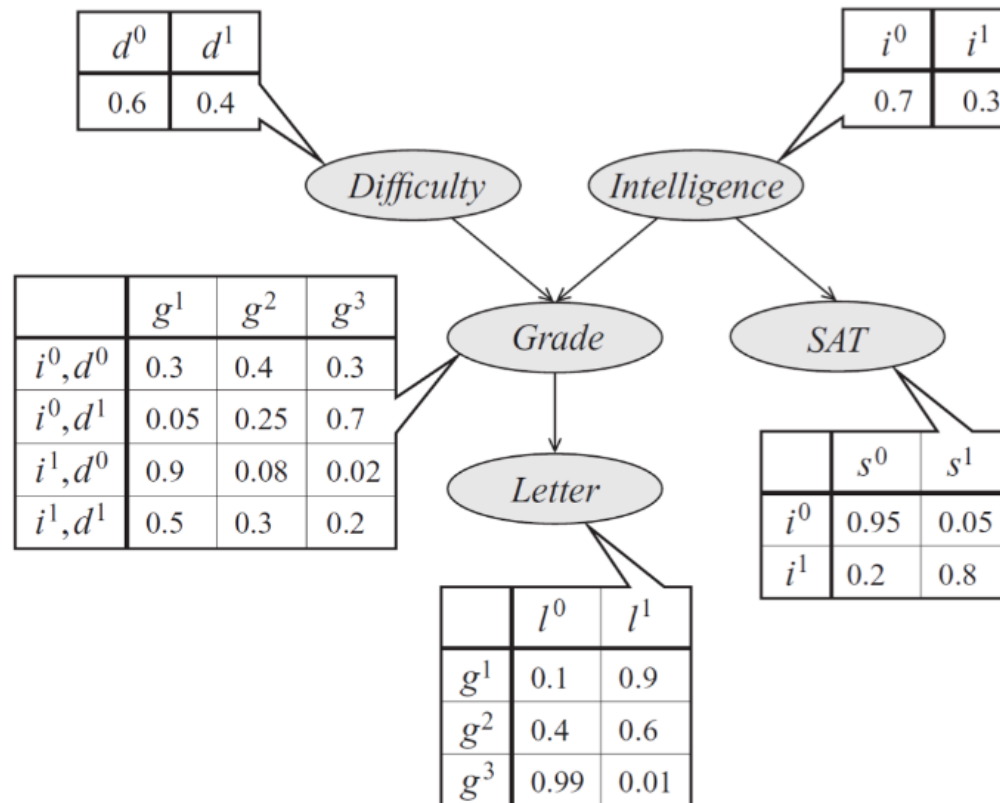 d⁰ d¹
0.6 0.4
i⁰ i¹
0.7 0.3
Difficulty
Intelligence
g¹ g² g³
i⁰,d⁰ 0.3 0.4 0.3
i⁰,d¹ 0.05 0.25 0.7
i¹,d⁰ 0.9 0.08 0.02
i¹,d¹ 0.5 0.3 0.2
Grade
SAT
Letter
s⁰ s¹
i⁰ 0.95 0.05
i¹ 0.2 0.8
l⁰ l¹
g¹ 0.1 0.9
g² 0.4 0.6
g³ 0.99 0.01